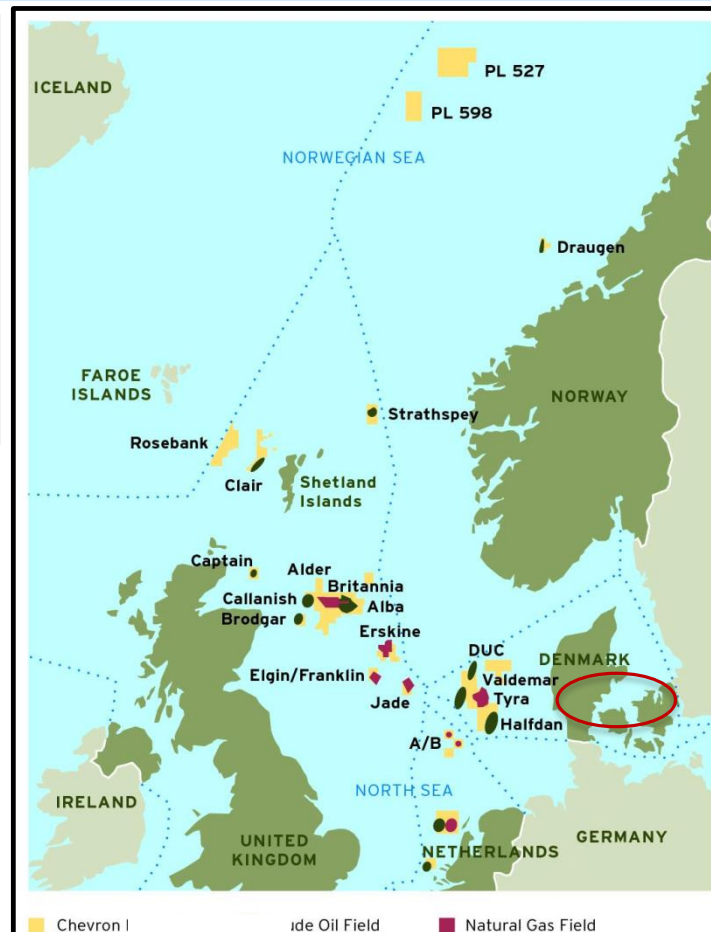 PL 527
ICELAND
PL 598
NORWEGIAN SEA
Draugen
FAROE
ISLANDS
NORWAY
Strathspey
Rosebank
Clair
Shetland
Islands
Captain
Alder
Britannia
Callanish
Alba
Brodgar
Erskine
DUC
DENMARK
Elgin/Franklin
Valdemar
Jade
Tyra
Halfdan
A/B
NORTH SEA
IRELAND
UNITED
KINGDOM
NETHERLANDS
GERMANY
Chevron
Oil Field
Natural Gas Field